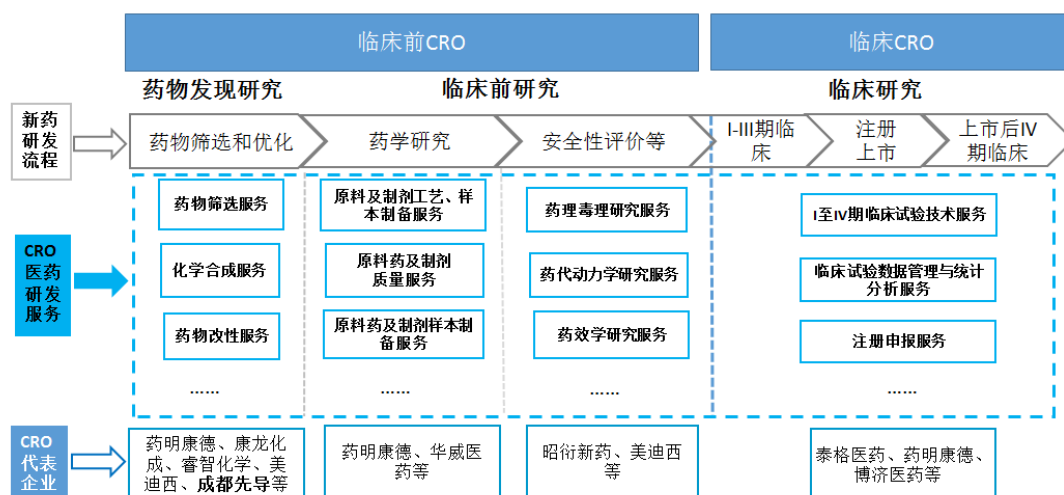 临床前CRO
临床CRO
药物发现研究
临床前研究
临床研究
新药
研发
流程
药物筛选和优化
药学研究
安全性评价等
I-III期临
床
注册
上市
上市后IV
期临床
CRO
医药
研发
服务
药物筛选服务
化学合成服务
药物改性服务
……
原料及制剂工艺、样
本制备服务
原料药及制剂
质量服务
原料药及制剂样本制
备服务
……
药理毒理研究服务
药代动力学研究服务
药效学研究服务
……
I至IV期临床试验技术服务
临床试验数据管理与统计
分析服务
注册申报服务
……
CRO
代表
企业
药明康德、康龙化
成、睿智化学、美
迪西、成都先导等
药明康德、华威医
药等
昭衍新药、美迪西
等
泰格医药、药明康德、
博济医药等